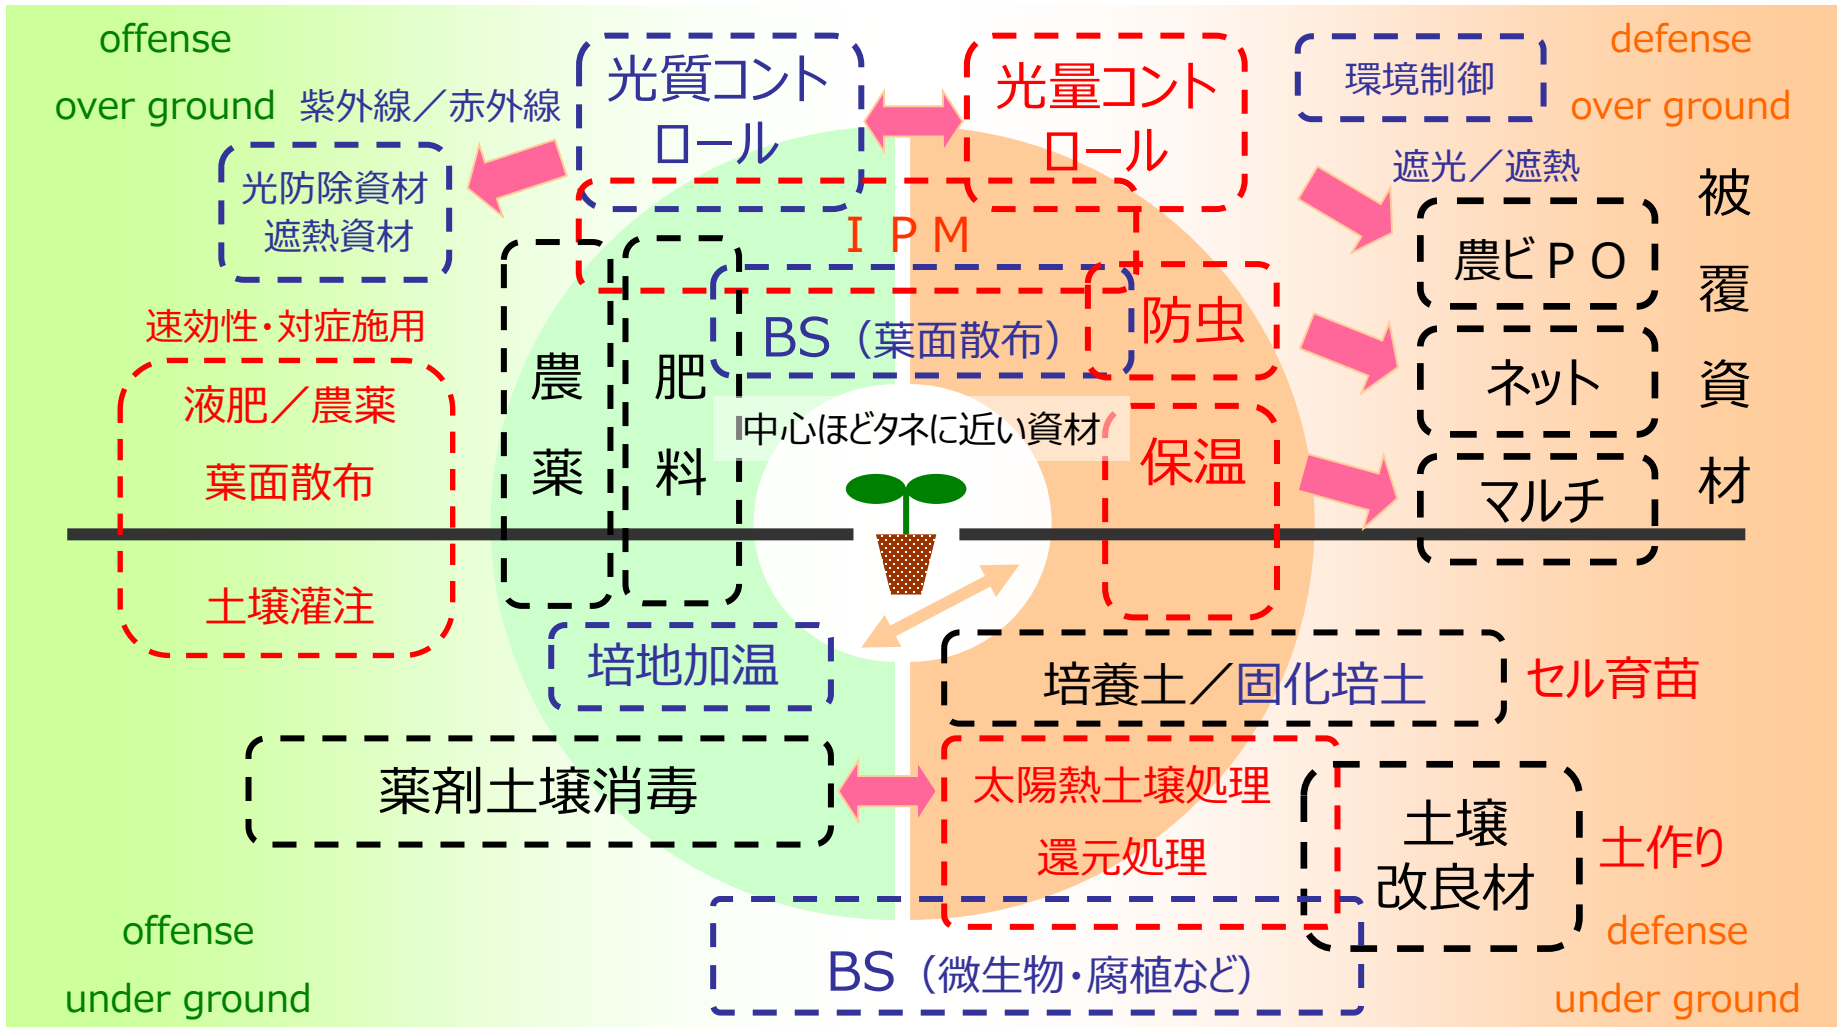 offense
over ground
defense
over ground
紫外線／赤外線
光質コント
ロール
光量コント
ロール
環境制御
光防除資材
遮熱資材
遮光／遮熱
ＩＰＭ
農ビＰＯ
ネット
マルチ
被
覆
資
材
速効性・対症施用
液肥／農薬
葉面散布
土壌灌注
農
薬
肥
料
BS（葉面散布）
防虫
中心ほどタネに近い資材
保温
培地加温
培養土／固化培土
セル育苗
薬剤土壌消毒
太陽熱土壌処理
還元処理
土壌
改良材
土作り
BS（微生物・腐植など）
offense
under ground
defense
under ground